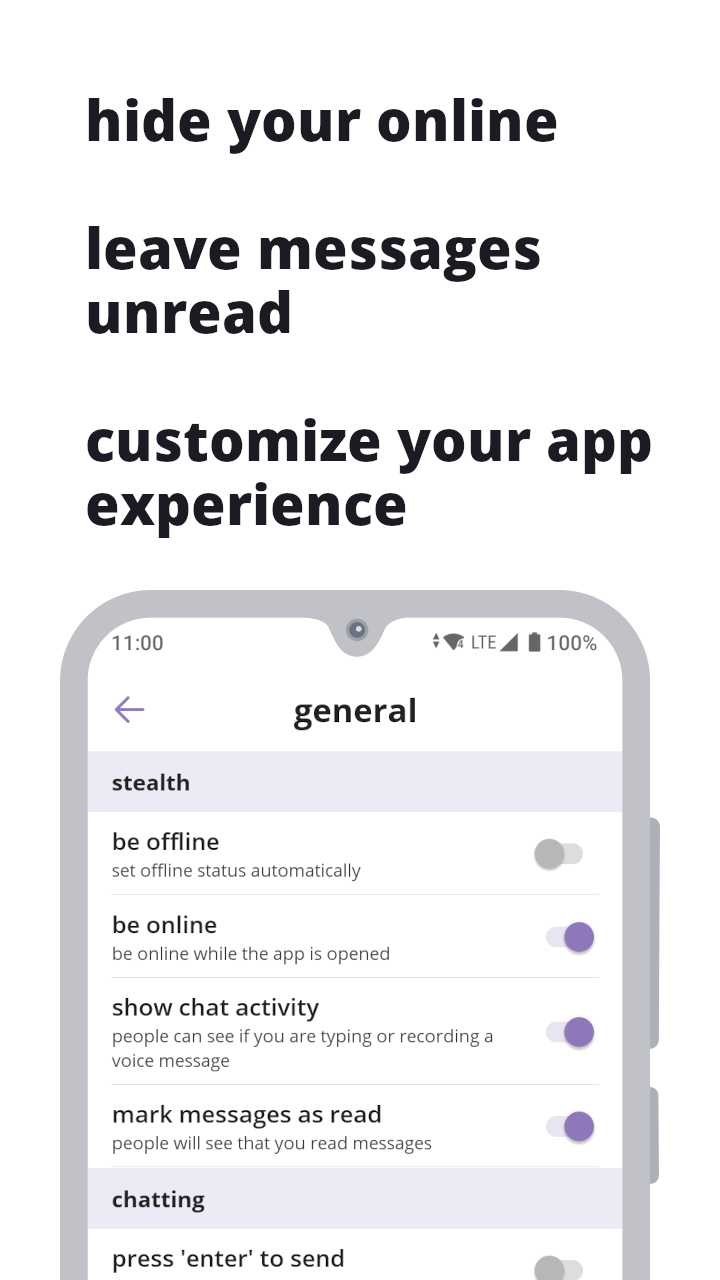 hide your online
leave messages
unread
customize your app
experience
11:00 LTE 100%
general
stealth
be offline
set offline status automatically
be online
be online while the app is opened
show chat activity
people can see if you are typing or recording a
voice message
mark messages as read
people will see that you read messages
chatting
press 'enter' to send